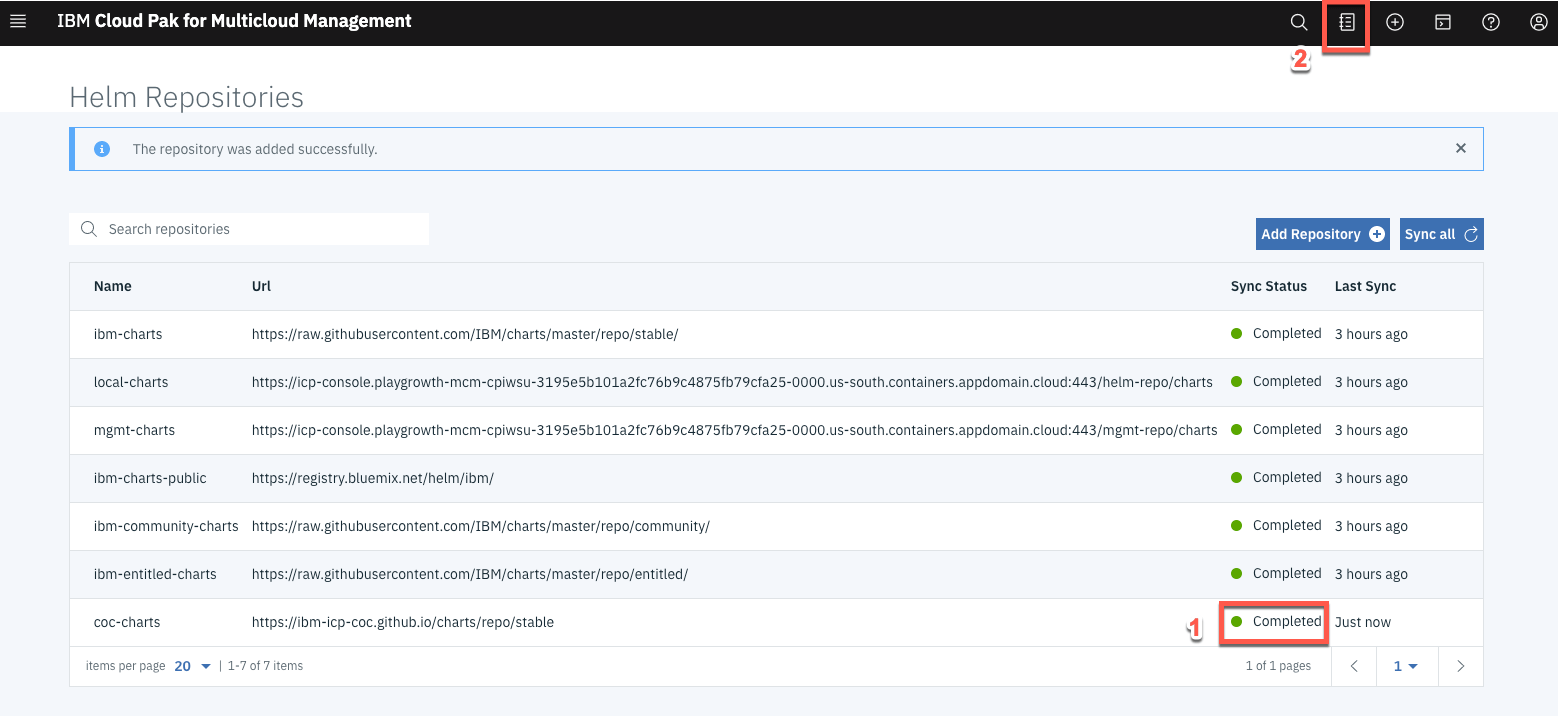 IBM Cloud Pak for Multicloud Management
2
Helm Repositories
The repository was added successfully.
Search repositories
Add Repository
Sync all
Name Url Sync Status Last Sync
ibm-charts https://raw.githubusercontent.com/IBM/charts/master/repo/stable/ Completed 3 hours ago
local-charts https://icp-console.playgrowth-mcm-cpiwsu-3195e5b101a2fc76b9c4875fb79cfa25-0000.us-south.containers.appdomain.cloud:443/helm-repo/charts Completed 3 hours ago
mgmt-charts https://icp-console.playgrowth-mcm-cpiwsu-3195e5b101a2fc76b9c4875fb79cfa25-0000.us-south.containers.appdomain.cloud:443/mgmt-repo/charts Completed 3 hours ago
ibm-charts-public https://registry.bluemix.net/helm/ibm/ Completed 3 hours ago
ibm-community-charts https://raw.githubusercontent.com/IBM/charts/master/repo/community/ Completed 3 hours ago
ibm-entitled-charts https://raw.githubusercontent.com/IBM/charts/master/repo/entitled/ Completed 3 hours ago
coc-charts https://ibm-icp-coc.github.io/charts/repo/stable 1 Completed Just now
items per page 20 | 1-7 of 7 items 1 of 1 pages 1